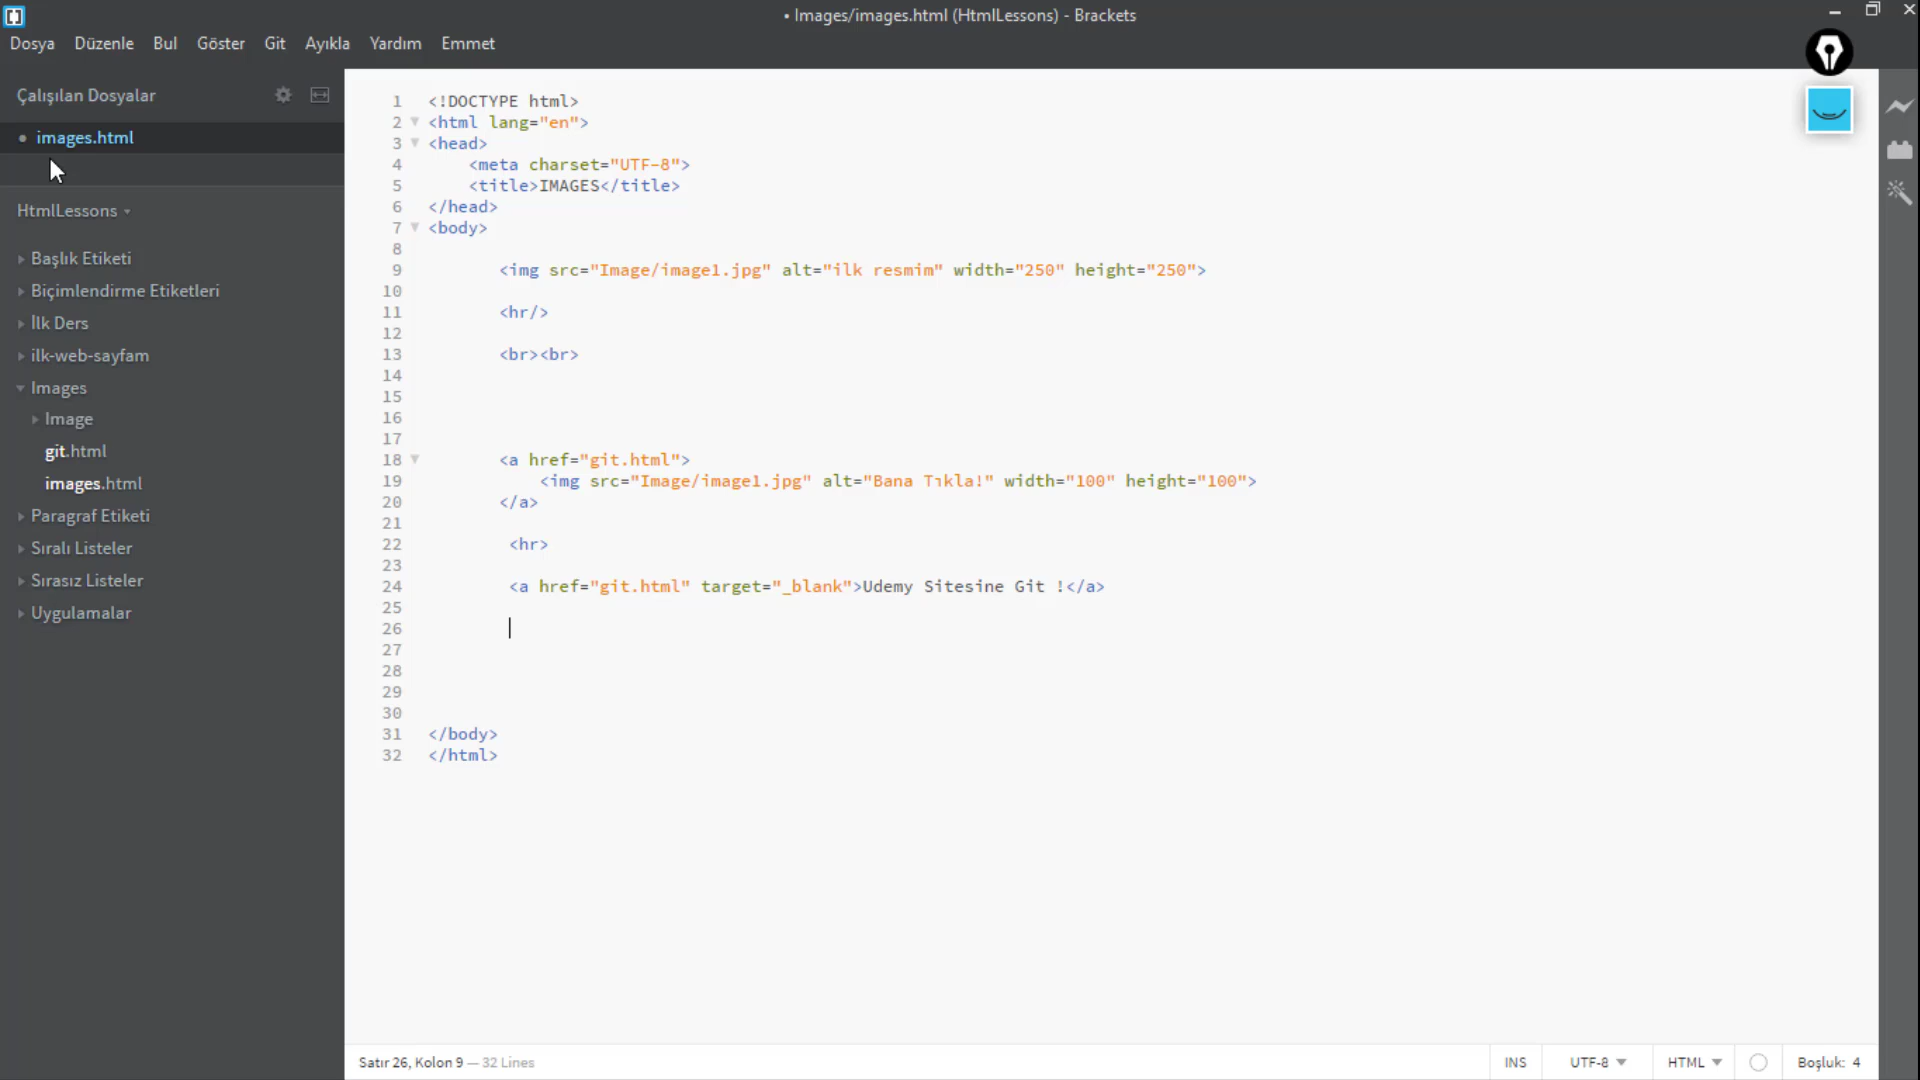 • Images/images.html (HtmlLessons) - Brackets
Dosya Düzenle Bul Göster Git Ayıkla Yardım Emmet
Çalışılan Dosyalar
images.html
HtmlLessons
Başlık Etiketi
Biçimlendirme Etiketleri
İlk Ders
ilk-web-sayfam
Images
Image
git.html
images.html
Paragraf Etiketi
Sıralı Listeler
Sırasız Listeler
Uygulamalar
1 <!DOCTYPE html>
2 <html lang="en">
3 <head>
4 <meta charset="UTF-8">
5 <title>IMAGES</title>
6 </head>
7 <body>
8
9 <img src="Image/image1.jpg" alt="ilk resmim" width="250" height="250">
10
11 <hr/>
12
13 <br><br>
14
15
16
17
18 <a href="git.html">
19 <img src="Image/image1.jpg" alt="Bana Tıkla!" width="100" height="100">
20 </a>
21
22 <hr>
23
24 <a href="git.html" target="_blank">Udemy Sitesine Git !</a>
25
26
27
28
29
30
31 </body>
32 </html>
Satır 26, Kolon 9 — 32 Lines INS UTF-8 HTML Boşluk: 4